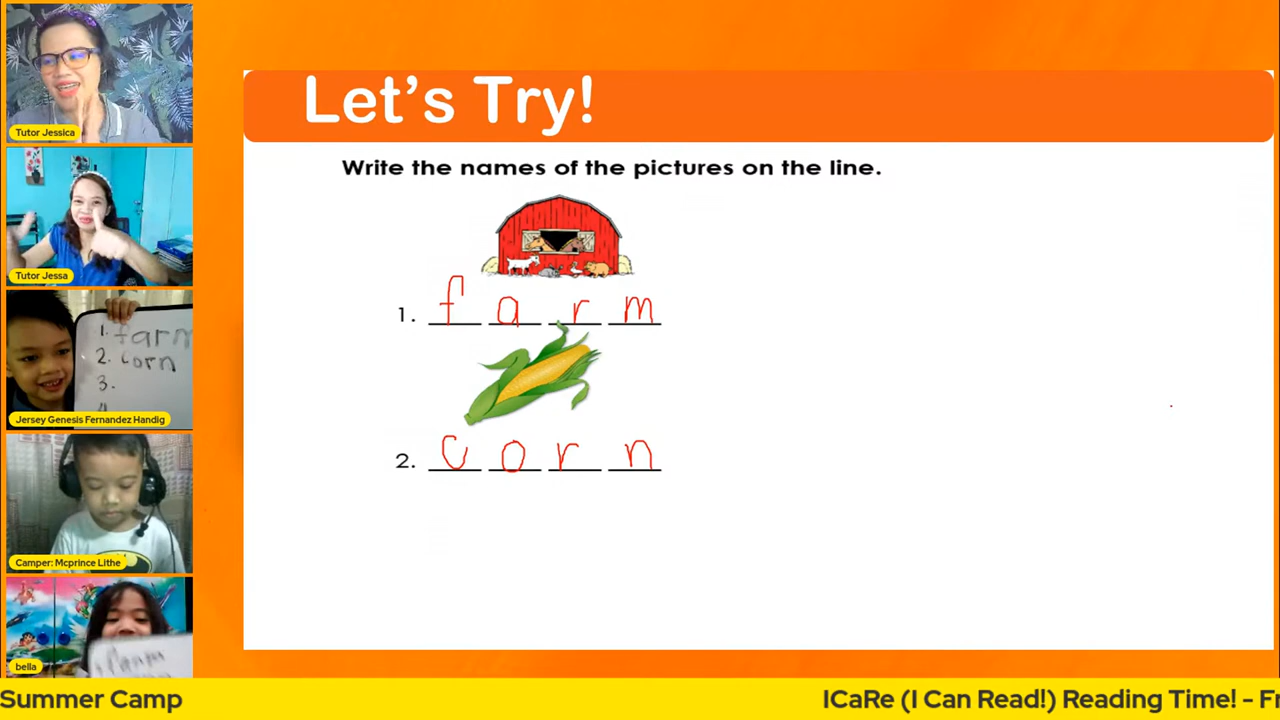 Let's Try!
Write the names of the pictures on the line.
1. farm
2. corn
Tutor Jessica
Tutor Jessa
1. farm
2. corn
3.
Jersey Genesis Fernandez Handig
Camper: Mcprince Lithe
bella
Summer Camp
ICaRe (I Can Read!) Reading Time! - Fr